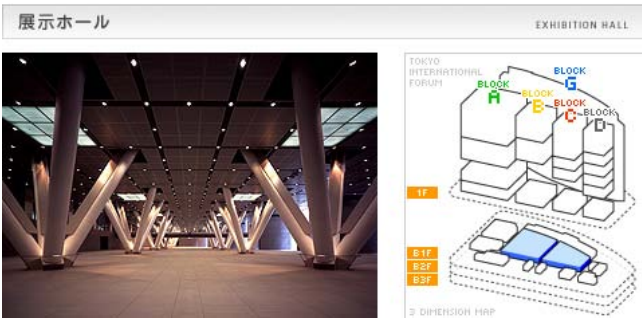 展示ホール
EXHIBITION HALL
TOKYO
INTERNATIONAL
FORUM
BLOCK
G
BLOCK
A
BLOCK
B
BLOCK
C
BLOCK
D
1F
B1F
B2F
B3F
3 DIMENSION MAP